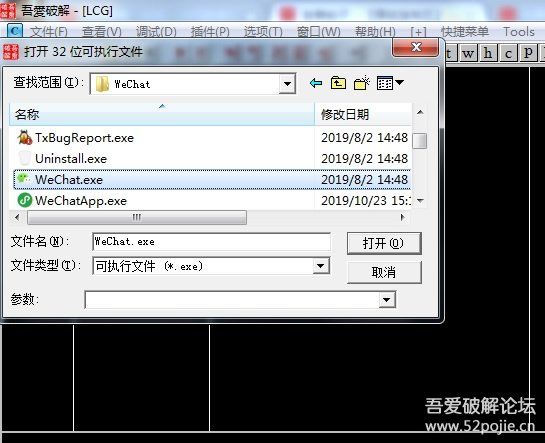 吾爱破解 - [LCG]
C 文件(F) 查看(V) 调试(D) 插件(P) 选项(T) 窗口(W) 帮助(H) [+] 快捷菜单 Tools
t w h c P
打开 32 位可执行文件
查找范围(I): WeChat
名称 修改日期
TxBugReport.exe 2019/8/2 14:48
Uninstall.exe 2019/8/2 14:48
WeChat.exe 2019/8/2 14:48
WeChatApp.exe 2019/10/23 15:1
文件名(N): WeChat.exe 打开(O)
文件类型(T): 可执行文件 (*.exe) 取消
参数:
吾爱破解论坛
www.52pojie.cn